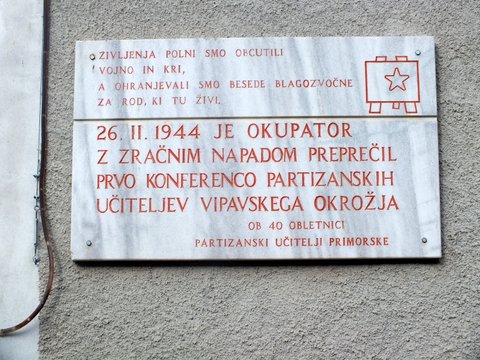 ŽIVLJENJA POLNI SMO OBČUTILI
VOJNO IN KRI,
A OHRANJEVALI SMO BESEDE BLAGOZVOČNE
ZA ROD, KI TU ŽIVI.
26. II. 1944 JE OKUPATOR
Z ZRAČNIM NAPADOM PREPREČIL
PRVO KONFERENCO PARTIZANSKIH
UČITELJEV VIPAVSKEGA OKROŽJA
OB 40 OBLETNICI
PARTIZANSKI UČITELJI PRIMORSKE